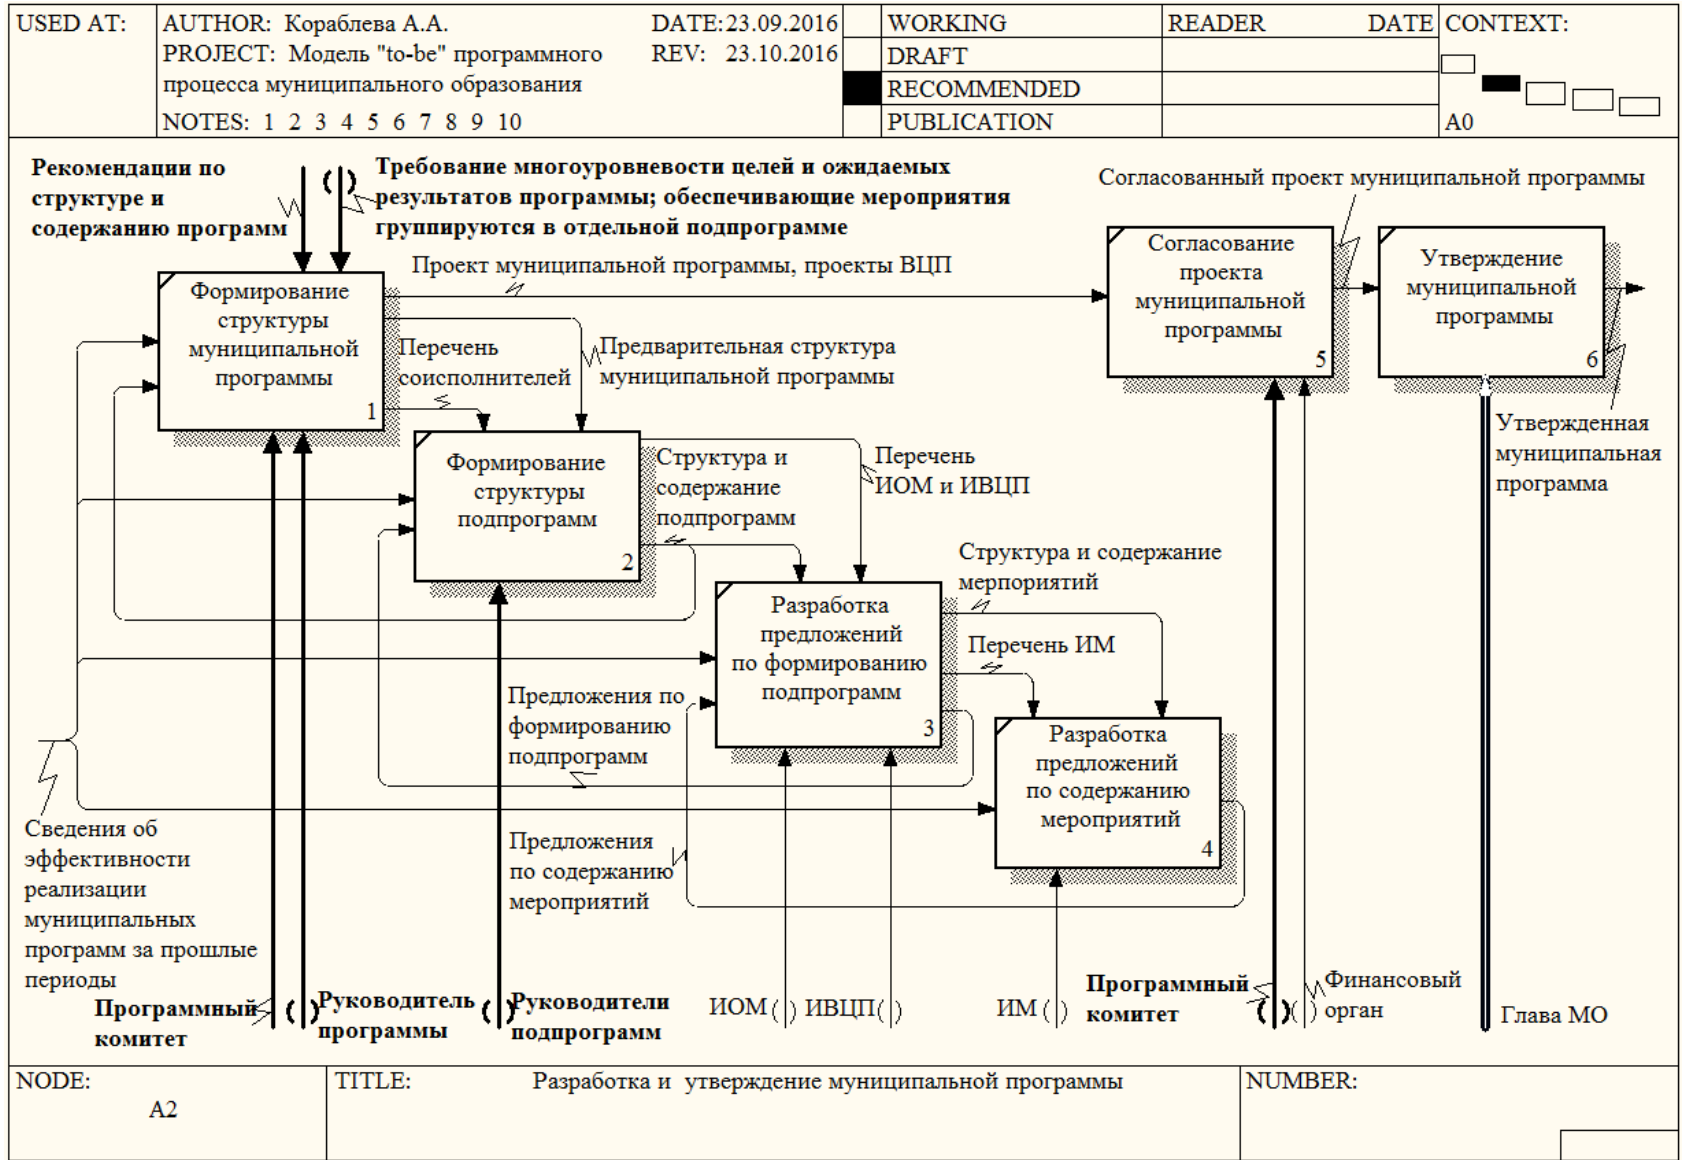 USED AT:
AUTHOR: Кораблева А.А.
DATE: 23.09.2016
PROJECT: Модель "to-be" программного
REV: 23.10.2016
процесса муниципального образования
NOTES: 1 2 3 4 5 6 7 8 9 10
WORKING
DRAFT
RECOMMENDED
PUBLICATION
READER DATE
CONTEXT:
A0
Рекомендации по
структуре и
содержанию программ
Требование многоуровневости целей и ожидаемых
результатов программы; обеспечивающие мероприятия
группируются в отдельной подпрограмме
Согласованный проект муниципальной программы
Проект муниципальной программы, проекты ВЦП
Формирование
структуры
муниципальной
программы
1
Согласование
проекта
муниципальной
программы
5
Утверждение
муниципальной
программы
6
Перечень
соисполнителей
Предварительная структура
муниципальной программы
Утвержденная
муниципальная
программа
Формирование
структуры
подпрограмм
2
Структура и
содержание
подпрограмм
Перечень
ИОМ и ИВЦП
Структура и содержание
мерпориятий
Разработка
предложений
по формированию
подпрограмм
3
Перечень ИМ
Предложения по
формированию
подпрограмм
Разработка
предложений
по содержанию
мероприятий
4
Сведения об
эффективности
реализации
муниципальных
программ за прошлые
периоды
Предложения
по содержанию
мероприятий
Программный
комитет
Руководитель
программы
Руководители
подпрограмм
ИОМ
ИВЦП
ИМ
Программный
комитет
Финансовый
орган
Глава МО
NODE:
A2
TITLE:
Разработка и утверждение муниципальной программы
NUMBER: